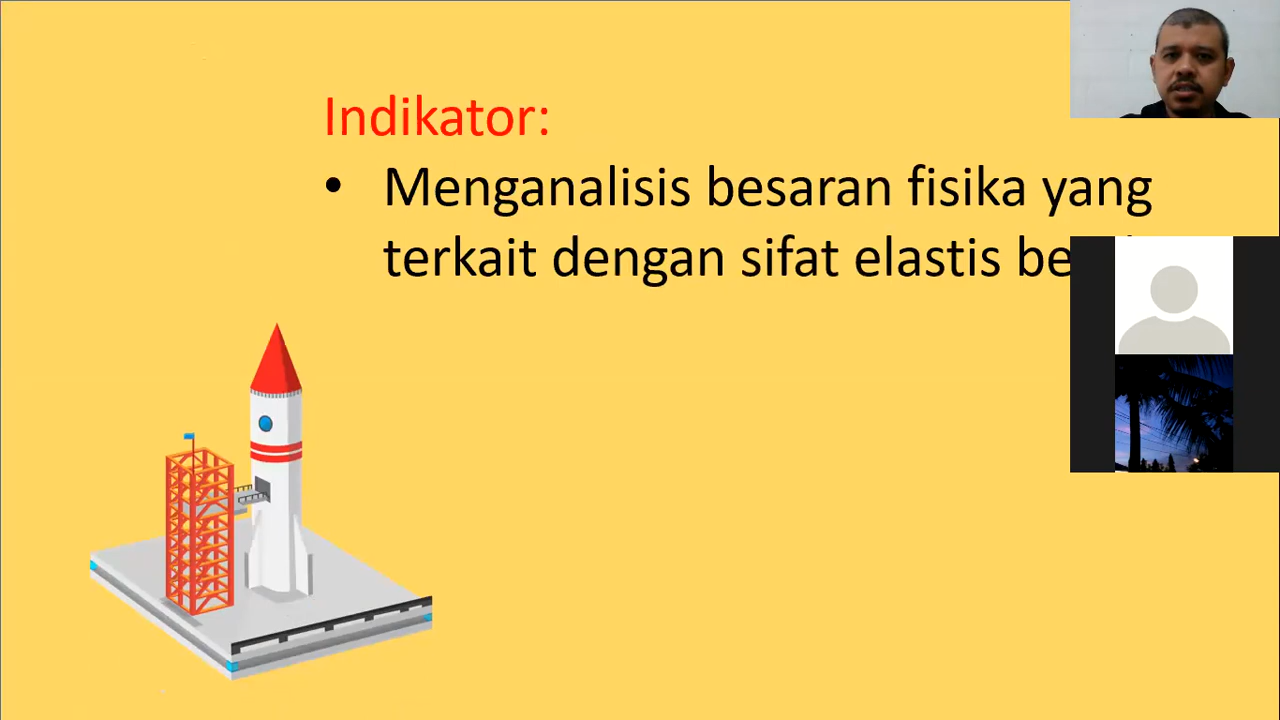 Indikator:
• Menganalisis besaran fisika yang
terkait dengan sifat elastis